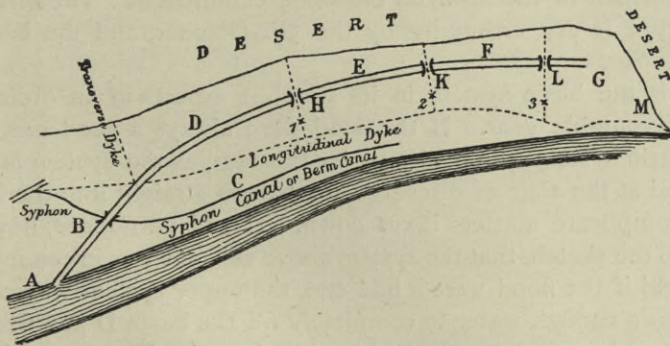 DESERT
DESERT
Transverse Dyke
D
E
F
G
H
K
L
1
2
3
M
Longitudinal Dyke
C
Syphon
B
Syphon Canal or Berm Canal
A